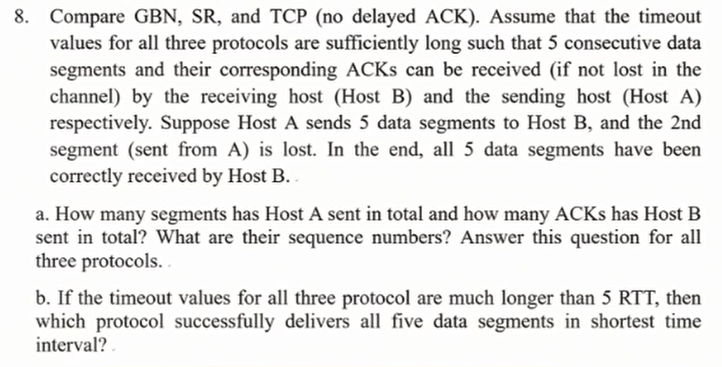 8. Compare GBN, SR, and TCP (no delayed ACK). Assume that the timeout
values for all three protocols are sufficiently long such that 5 consecutive data
segments and their corresponding ACKs can be received (if not lost in the
channel) by the receiving host (Host B) and the sending host (Host A)
respectively. Suppose Host A sends 5 data segments to Host B, and the 2nd
segment (sent from A) is lost. In the end, all 5 data segments have been
correctly received by Host B.
a. How many segments has Host A sent in total and how many ACKs has Host B
sent in total? What are their sequence numbers? Answer this question for all
three protocols.
b. If the timeout values for all three protocol are much longer than 5 RTT, then
which protocol successfully delivers all five data segments in shortest time
interval?